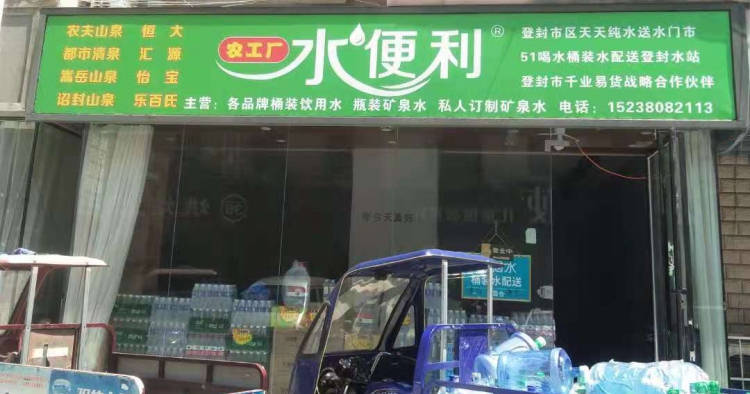 农夫山泉 恒大
都市清泉 汇源
嵩岳山泉 怡宝
诏封山泉 乐百氏
农工厂 水便利®
登封市区天天纯水送水门市
51喝水桶装水配送登封水站
登封市千业易货战略合作伙伴
主营：各品牌桶装饮用水 瓶装矿泉水 私人订制矿泉水 电话：15238082113
营业中
桶装水配送